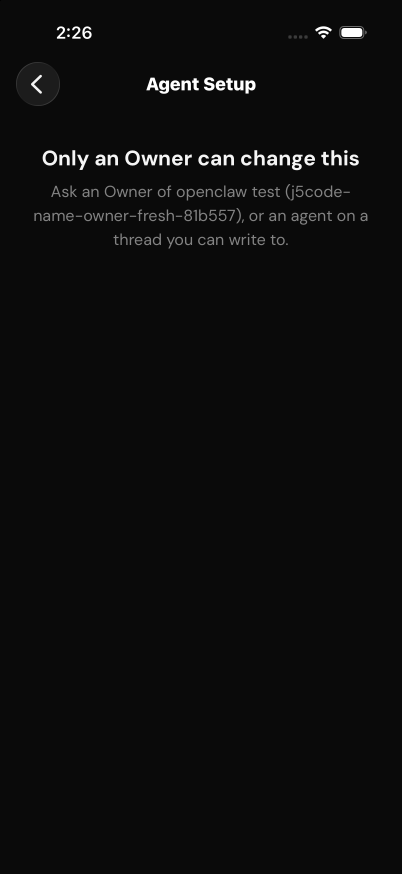 2:26
Agent Setup
Only an Owner can change this
Ask an Owner of openclaw test (j5code-
name-owner-fresh-81b557), or an agent on a
thread you can write to.